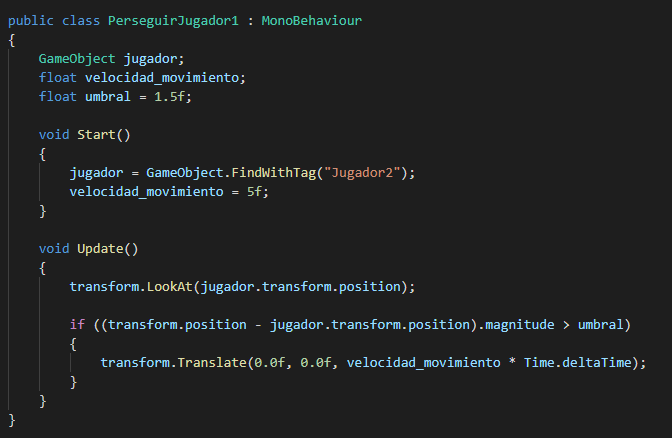 public class PerseguirJugador1 : MonoBehaviour
{
    GameObject jugador;
    float velocidad_movimiento;
    float umbral = 1.5f;

    void Start()
    {
        jugador = GameObject.FindWithTag("Jugador2");
        velocidad_movimiento = 5f;
    }

    void Update()
    {
        transform.LookAt(jugador.transform.position);

        if ((transform.position - jugador.transform.position).magnitude > umbral)
        {
            transform.Translate(0.0f, 0.0f, velocidad_movimiento * Time.deltaTime);
        }
    }
}